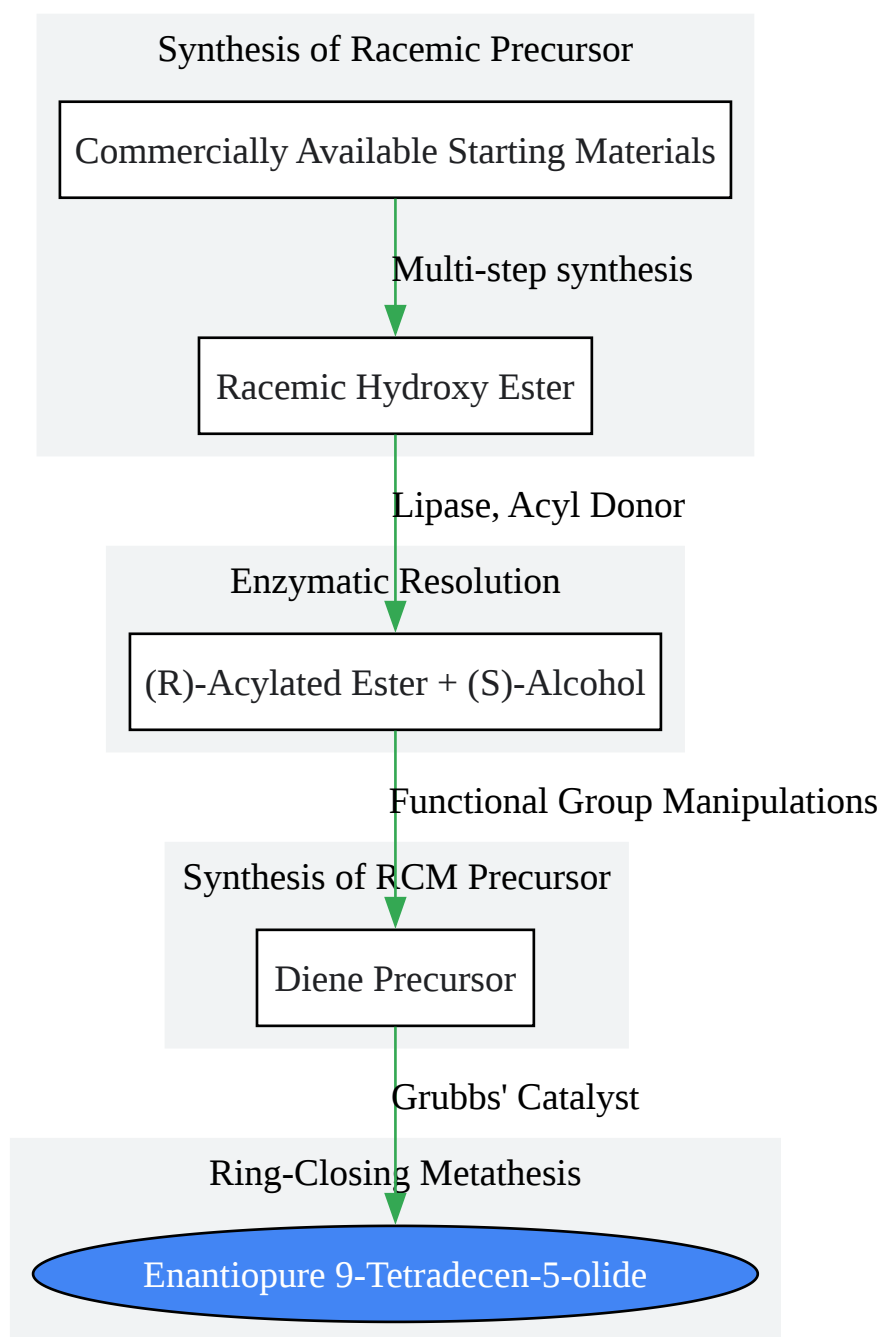 Synthesis of Racemic Precursor
Commercially Available Starting Materials
Multi-step synthesis
Racemic Hydroxy Ester
Lipase, Acyl Donor
Enzymatic Resolution
(R)-Acylated Ester + (S)-Alcohol
Functional Group Manipulations
Synthesis of RCM Precursor
Diene Precursor
Grubbs' Catalyst
Ring-Closing Metathesis
Enantiopure 9-Tetradecen-5-olide